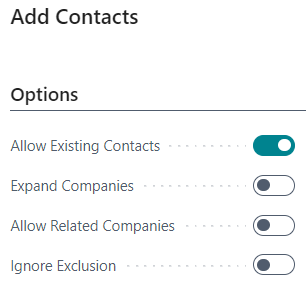 Add Contacts
Options
Allow Existing Contacts
Expand Companies
Allow Related Companies
Ignore Exclusion